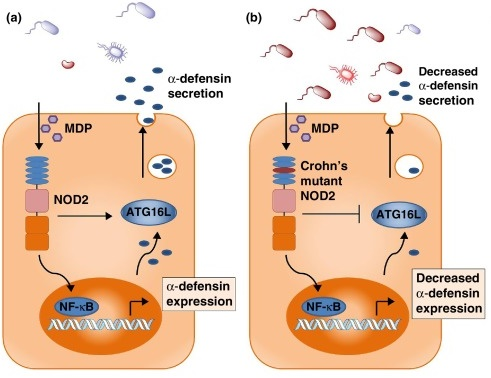 (a)
α-defensin
secretion
MDP
NOD2
ATG16L
NF-κB
α-defensin
expression
(b)
Decreased
α-defensin
secretion
MDP
Crohn's
mutant
NOD2
ATG16L
NF-κB
Decreased
α-defensin
expression